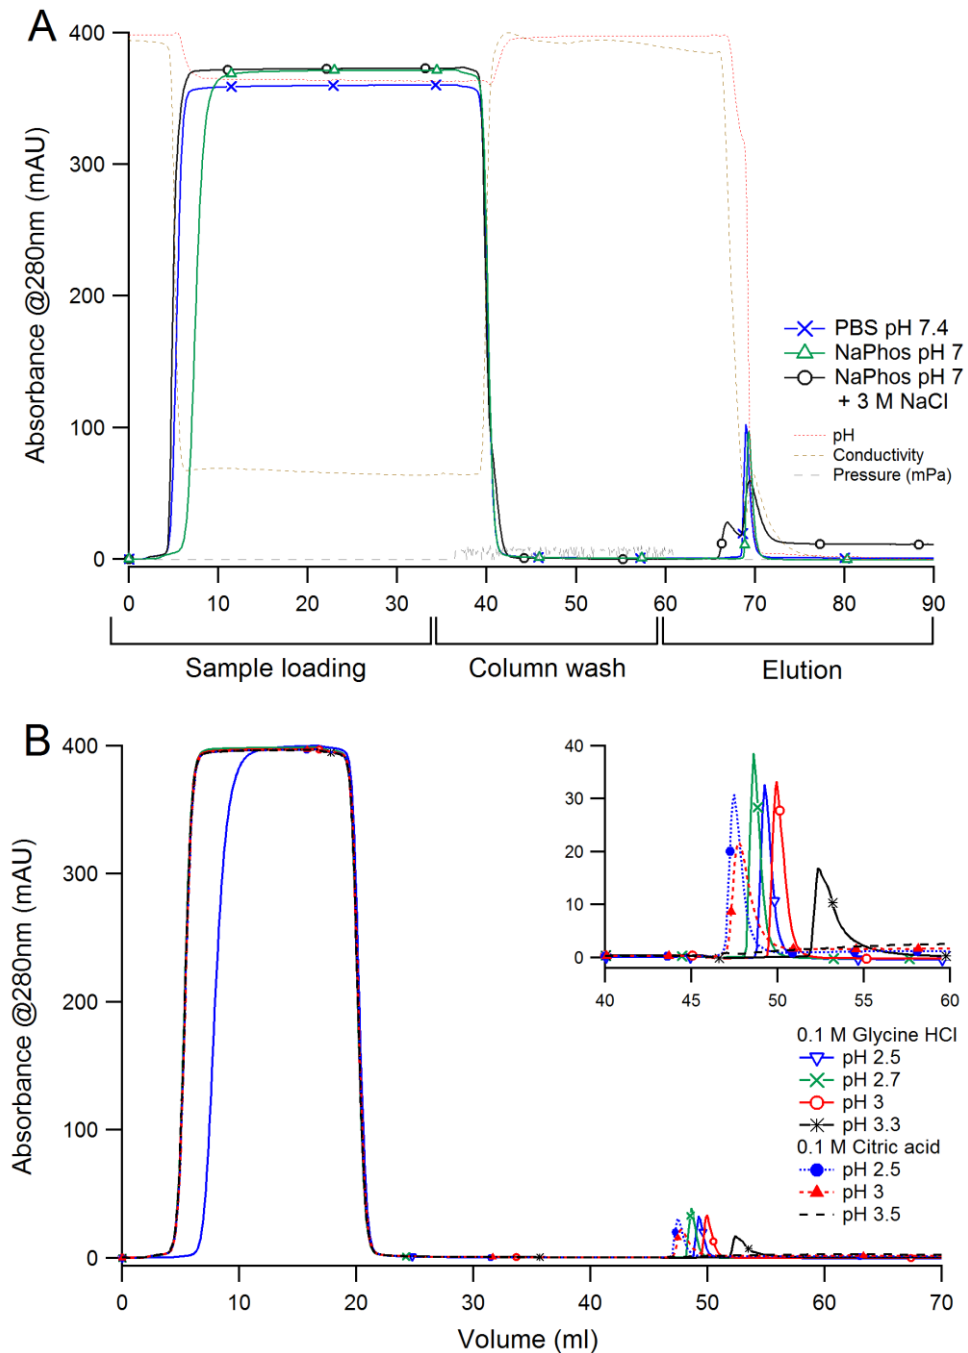 A
Absorbance @280nm (mAU)
400
300
200
100
0
PBS pH 7.4
NaPhos pH 7
NaPhos pH 7
+ 3 M NaCl
pH
Conductivity
Pressure (mPa)
0 10 20 30 40 50 60 70 80 90
Sample loading Column wash Elution
B
Absorbance @280nm (mAU)
400
300
200
100
0
40
30
20
10
0
40 45 50 55 60
0.1 M Glycine HCl
pH 2.5
pH 2.7
pH 3
pH 3.3
0.1 M Citric acid
pH 2.5
pH 3
pH 3.5
0 10 20 30 40 50 60 70
Volume (ml)